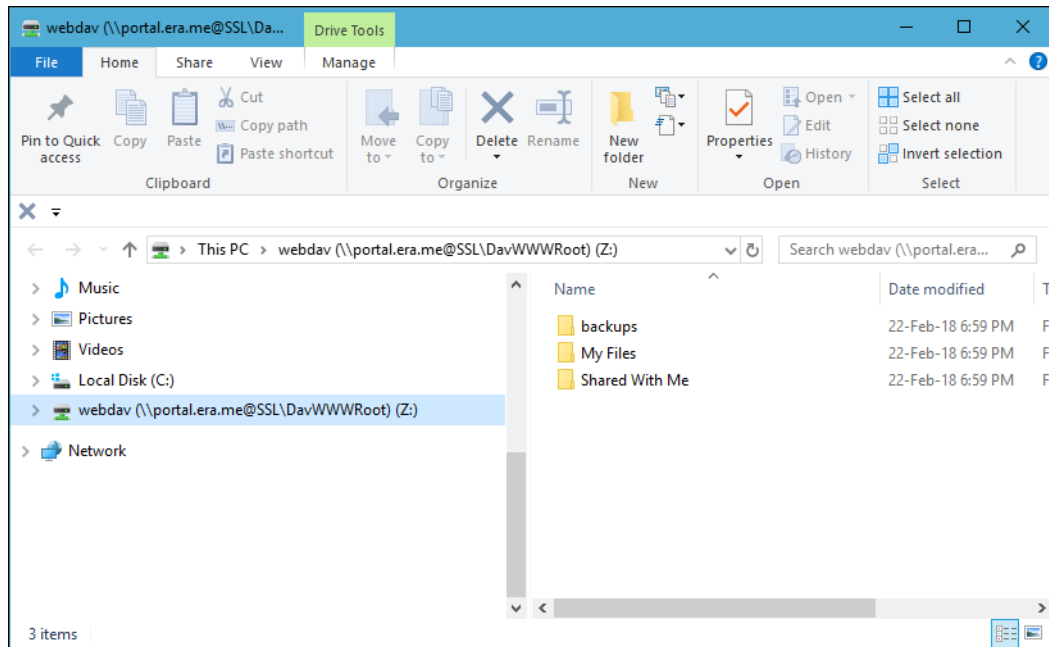 webdav (\\portal.era.me@SSL\Da...
Drive Tools
File
Home
Share
View
Manage
Pin to Quick
access
Copy
Paste
Cut
Copy path
Paste shortcut
Clipboard
Move
to
Copy
to
Delete
Rename
Organize
New
folder
New
Properties
Open
Edit
History
Open
Select all
Select none
Invert selection
Select
This PC > webdav (\\portal.era.me@SSL\DavWWWRoot) (Z:)
Search webdav (\\portal.era...
Music
Pictures
Videos
Local Disk (C:)
webdav (\\portal.era.me@SSL\DavWWWRoot) (Z:)
Network
Name Date modified T
backups 22-Feb-18 6:59 PM F
My Files 22-Feb-18 6:59 PM F
Shared With Me 22-Feb-18 6:59 PM F
3 items